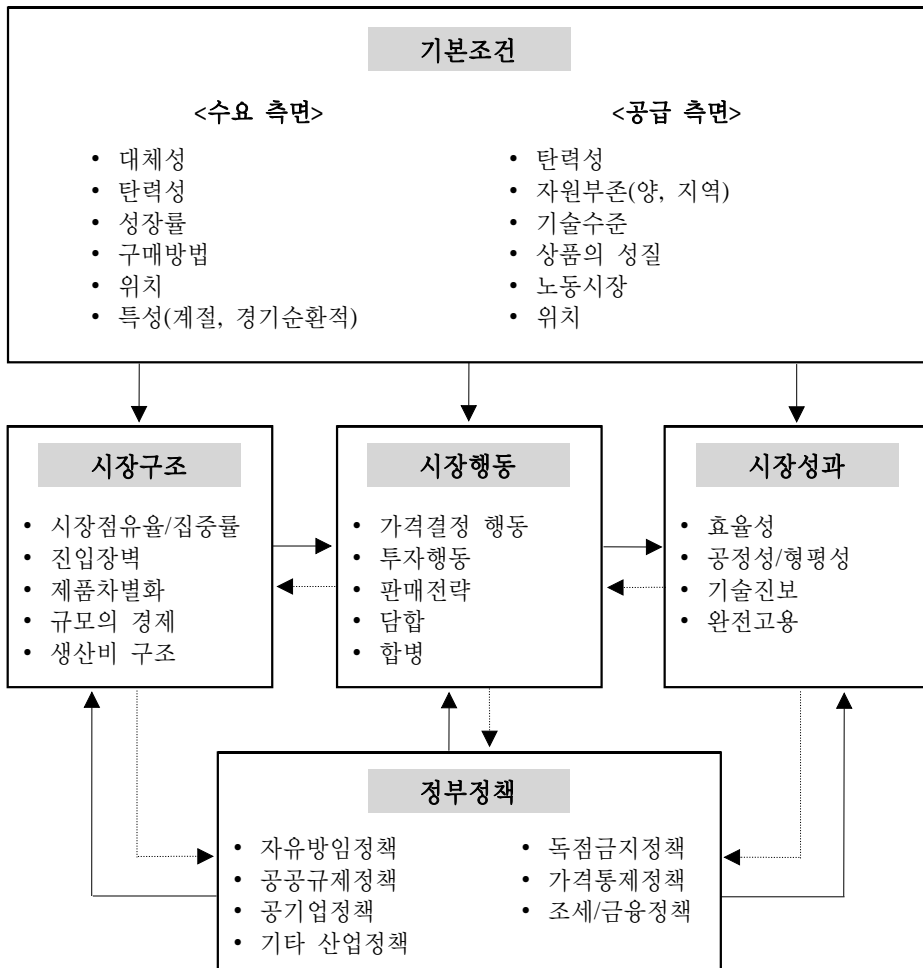 기본조건
<수요 측면>
• 대체성
• 탄력성
• 성장률
• 구매방법
• 위치
• 특성(계절, 경기순환적)
<공급 측면>
• 탄력성
• 자원부존(양, 지역)
• 기술수준
• 상품의 성질
• 노동시장
• 위치
시장구조
• 시장점유율/집중률
• 진입장벽
• 제품차별화
• 규모의 경제
• 생산비 구조
시장행동
• 가격결정 행동
• 투자행동
• 판매전략
• 담합
• 합병
시장성과
• 효율성
• 공정성/형평성
• 기술진보
• 완전고용
정부정책
• 자유방임정책
• 공공규제정책
• 공기업정책
• 기타 산업정책
• 독점금지정책
• 가격통제정책
• 조세/금융정책